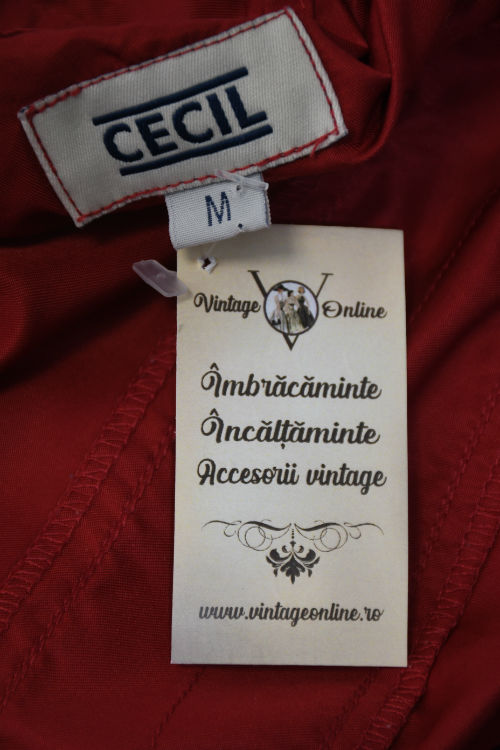 CECIL
M
Vintage Online
Îmbrăcăminte
Încălțăminte
Accesorii vintage
www.vintageonline.ro